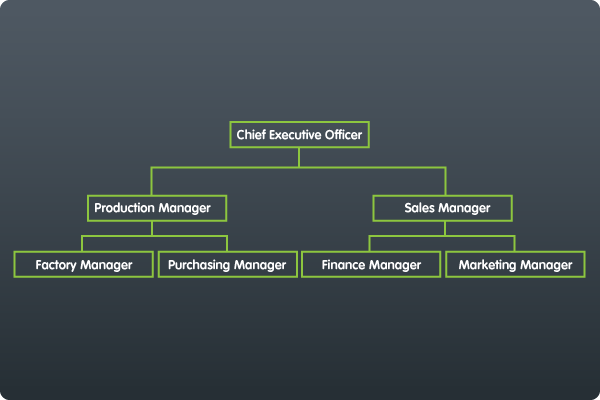 Chief Executive Officer
Production Manager
Sales Manager
Factory Manager
Purchasing Manager
Finance Manager
Marketing Manager